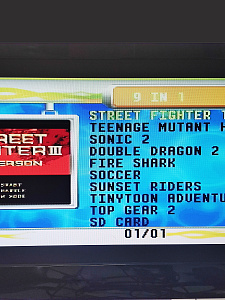 9 IN 1
STREET FIGHTER
TEENAGE MUTANT
SONIC 2
DOUBLE DRAGON 2
FIRE SHARK
SOCCER
SUNSET RIDERS
TINYTOON ADVENTU
TOP GEAR 2
SD CARD
01/01
REET
HTER III
ERSON